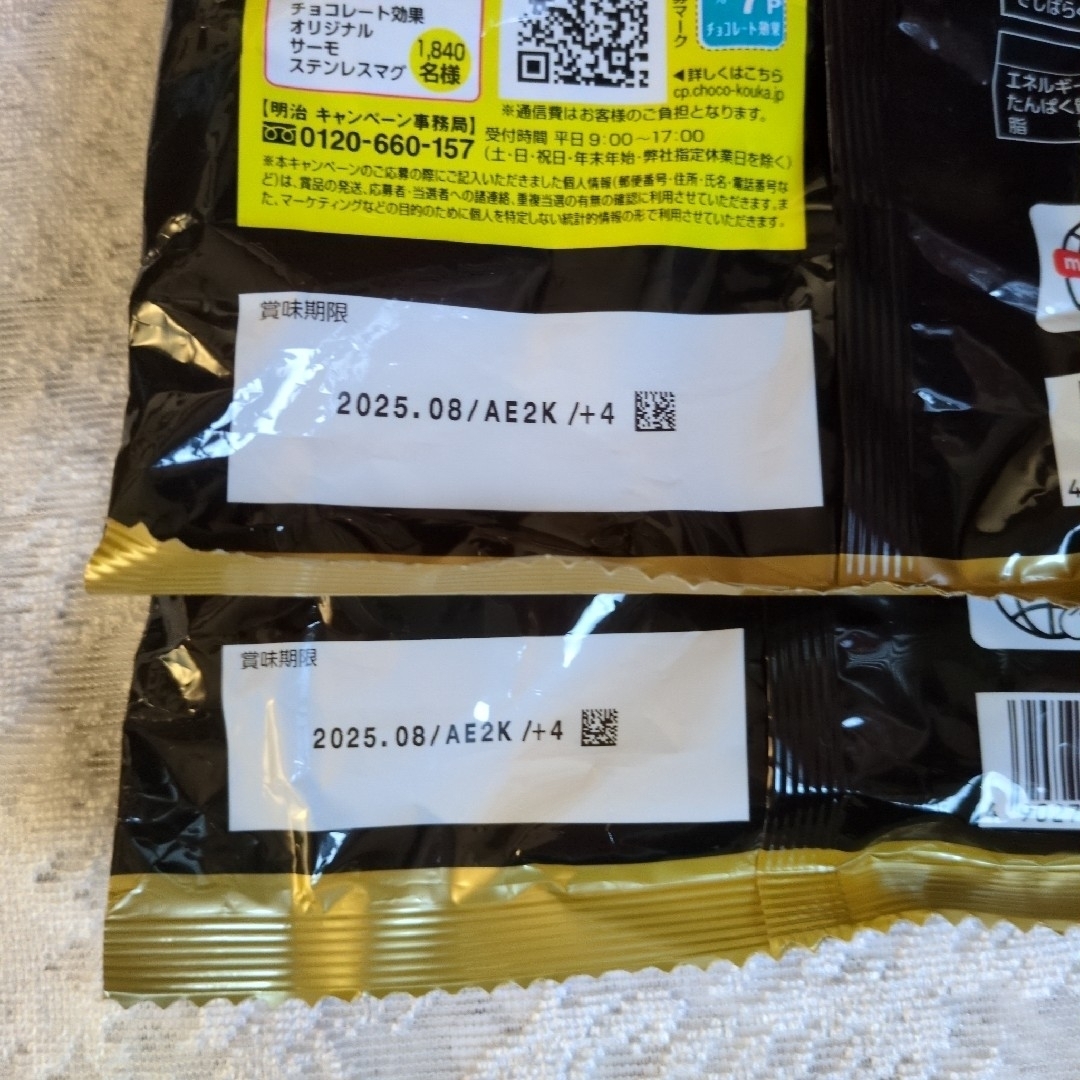 チョコレート効果
オリジナル
サーモ
ステンレスマグ
1,840
名様
マーク
7P
チョコレート効果
◀詳しくはこちら
cp.choco-kouka.jp
※通信費はお客様のご負担となります。
【明治 キャンペーン事務局】
0120-660-157
受付時間 平日9:00〜17:00
(土・日・祝日・年末年始・弊社指定休業日を除く)
※本キャンペーンのご応募の際にご記入いただきました個人情報(郵便番号・住所・氏名・電話番号な
ど)は、賞品の発送、応募者・当選者への諸連絡、重複当選の有無の確認に利用させていただきます。ま
た、マーケティングなどの目的のために個人を特定しない統計的情報の形で利用させていただきます。
エネルギー
たんぱく
脂
賞味期限
2025.08/AE2K/+4
賞味期限
2025.08/AE2K/+4